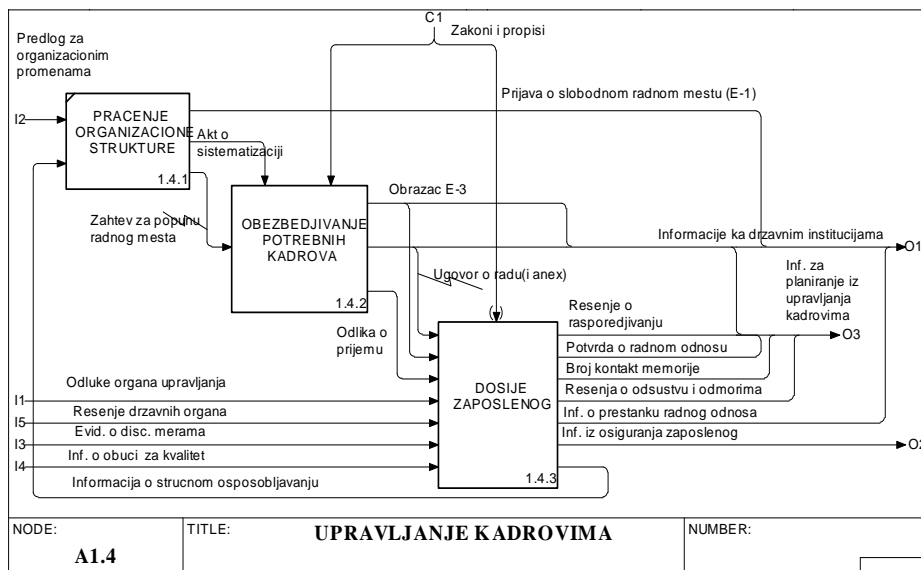 C1
Zakoni i propisi
Predlog za
organizacionim
promenama
Prijava o slobodnom radnom mestu (E-1)
I2
PRACENJE
ORGANIZACIONE
STRUKTURE
1.4.1
Akt o
sistematizaciji
Zahtev za popunu
radnog mesta
Obrazac E-3
OBEZBEDJIVANJE
POTREBNIH
KADROVA
1.4.2
Informacije ka drzavnim institucijama
O1
Ugovor o radu(i anex)
Inf. za
planiranje iz
upravljanja
kadrovima
O3
Odlika o
prijemu
( )
Resenje o
rasporedjivanju
Potvrda o radnom odnosu
Broj kontakt memorije
Resenja o odsustvu i odmorima
Inf. o prestanku radnog odnosa
Inf. iz osiguranja zaposlenog
O2
DOSIJE
ZAPOSLENOG
1.4.3
Odluke organa upravljanja
I1
Resenje drzavnih organa
I5
Evid. o disc. merama
I3
Inf. o obuci za kvalitet
I4
Informacija o strucnom osposobljavanju
NODE:
A1.4
TITLE:
UPRAVLJANJE KADROVIMA
NUMBER: